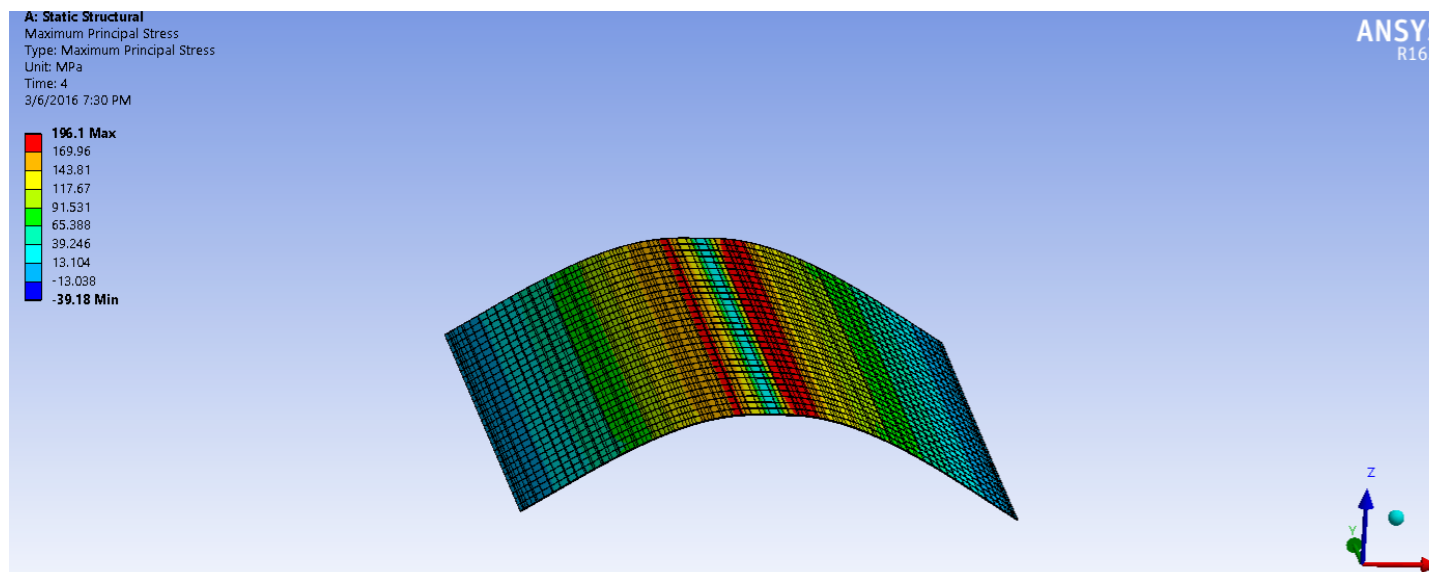 A: Static Structural
Maximum Principal Stress
Type: Maximum Principal Stress
Unit: MPa
Time: 4
3/6/2016 7:30 PM
196.1 Max
169.96
143.81
117.67
91.531
65.388
39.246
13.104
-13.038
-39.18 Min
ANSYS
R16
Z
Y